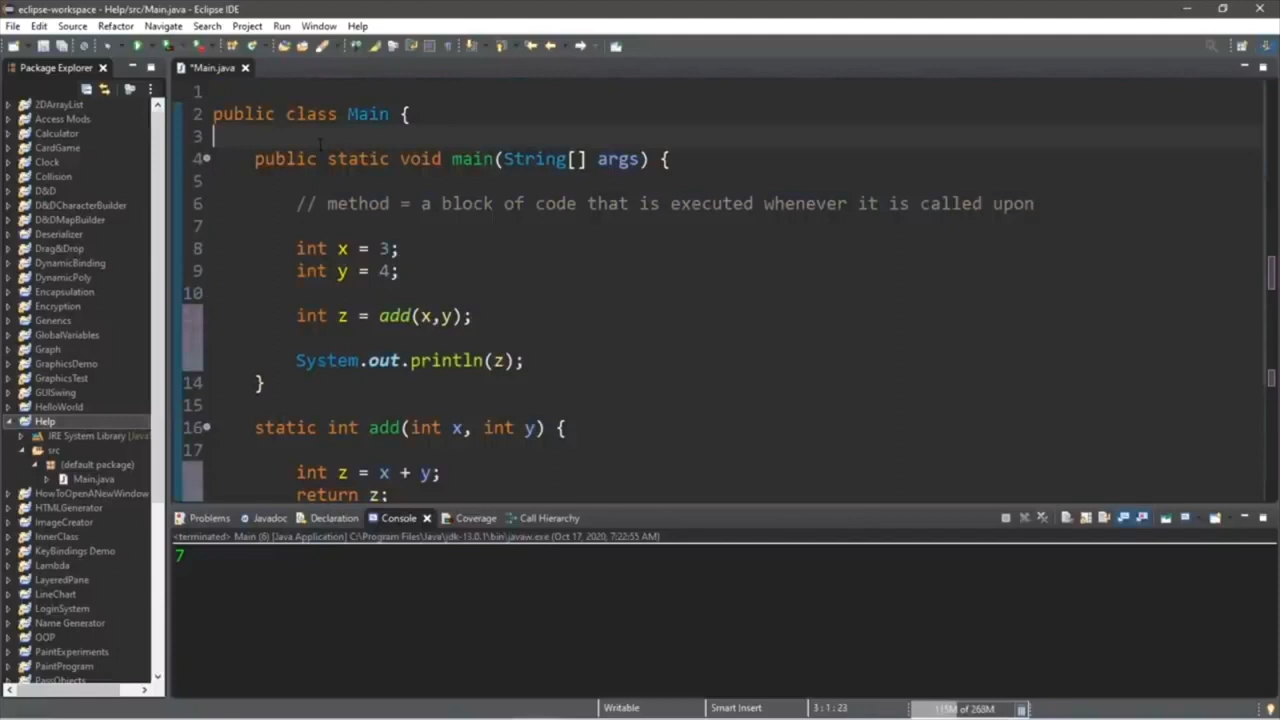 eclipse-workspace - Help/src/Main.java - Eclipse IDE
File Edit Source Refactor Navigate Search Project Run Window Help
Package Explorer
*Main.java
2DArrayList
Access Mods
Calculator
CardGame
Clock
Collision
D&D
D&DCharacterBuilder
D&DMapBuilder
Deserializer
Drag&Drop
DynamicBinding
DynamicPoly
Encapsulation
Encryption
Generics
GlobalVariables
Graph
GraphicsDemo
GraphicsTest
GUISwing
HelloWorld
Help
JRE System Library [Java
src
(default package)
Main.java
HowToOpenANewWindow
HTMLGenerator
ImageCreator
InnerClass
KeyBindings Demo
Lambda
LayeredPane
LineChart
LoginSystem
Name Generator
OOP
PaintExperiments
PaintProgram
PassObjects
1
2 public class Main {
3
4 public static void main(String[] args) {
5
6 // method = a block of code that is executed whenever it is called upon
7
8 int x = 3;
9 int y = 4;
10
int z = add(x,y);
System.out.println(z);
14 }
15
16 static int add(int x, int y) {
17
int z = x + y;
return z;
Problems Javadoc Declaration Console Coverage Call Hierarchy
<terminated> Main (6) [Java Application] C:\Program Files\Java\jdk-13.0.1\bin\javaw.exe (Oct 17, 2020, 7:22:55 AM)
7
Writable Smart Insert 3 : 1 : 23 115M of 268M